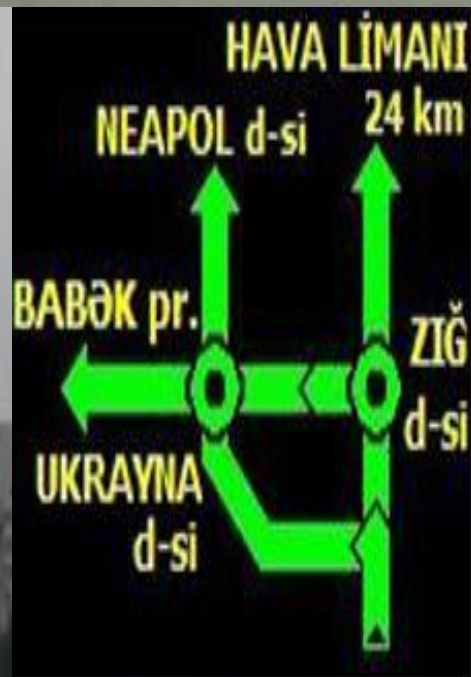 HAVA LİMANI
24 km
NEAPOL d-si
BABƏK pr.
ZIĞ
d-si
UKRAYNA
d-si